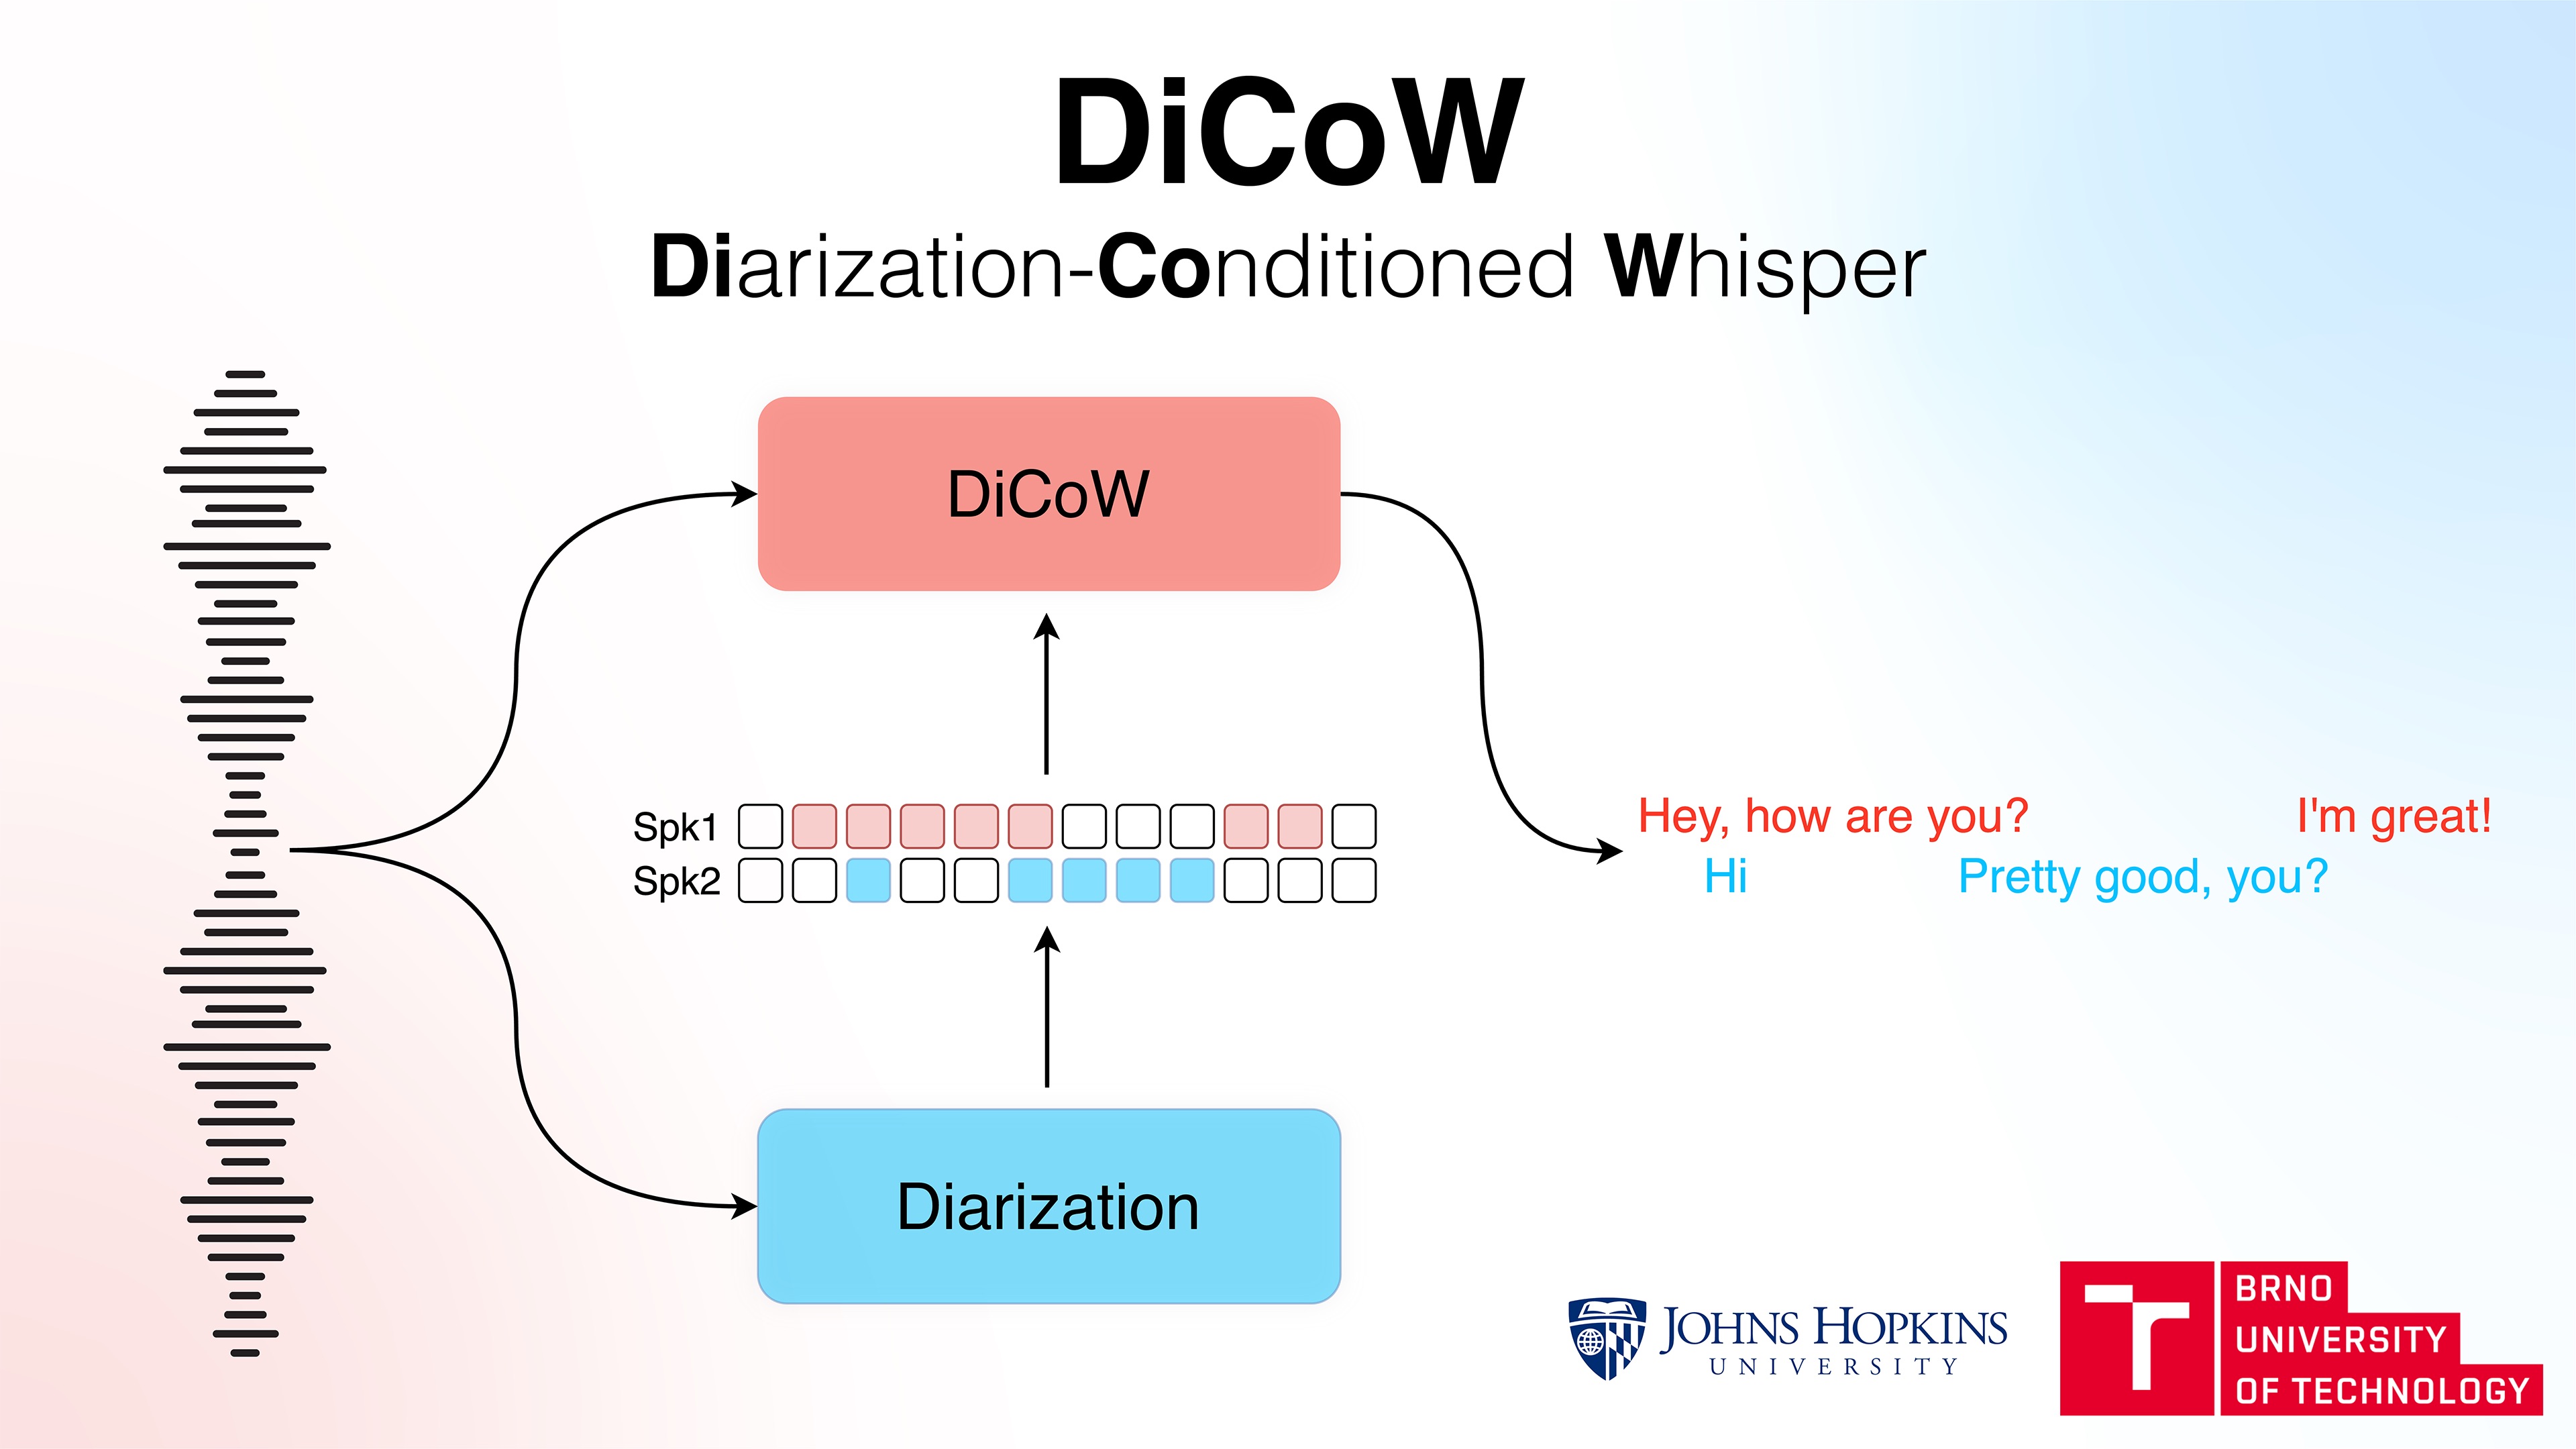 DiCoW
Diarization-Conditioned Whisper
DiCoW
Spk1
Spk2
Hey, how are you? I'm great!
Hi Pretty good, you?
Diarization
JOHNS HOPKINS
UNIVERSITY
BRNO
UNIVERSITY
OF TECHNOLOGY